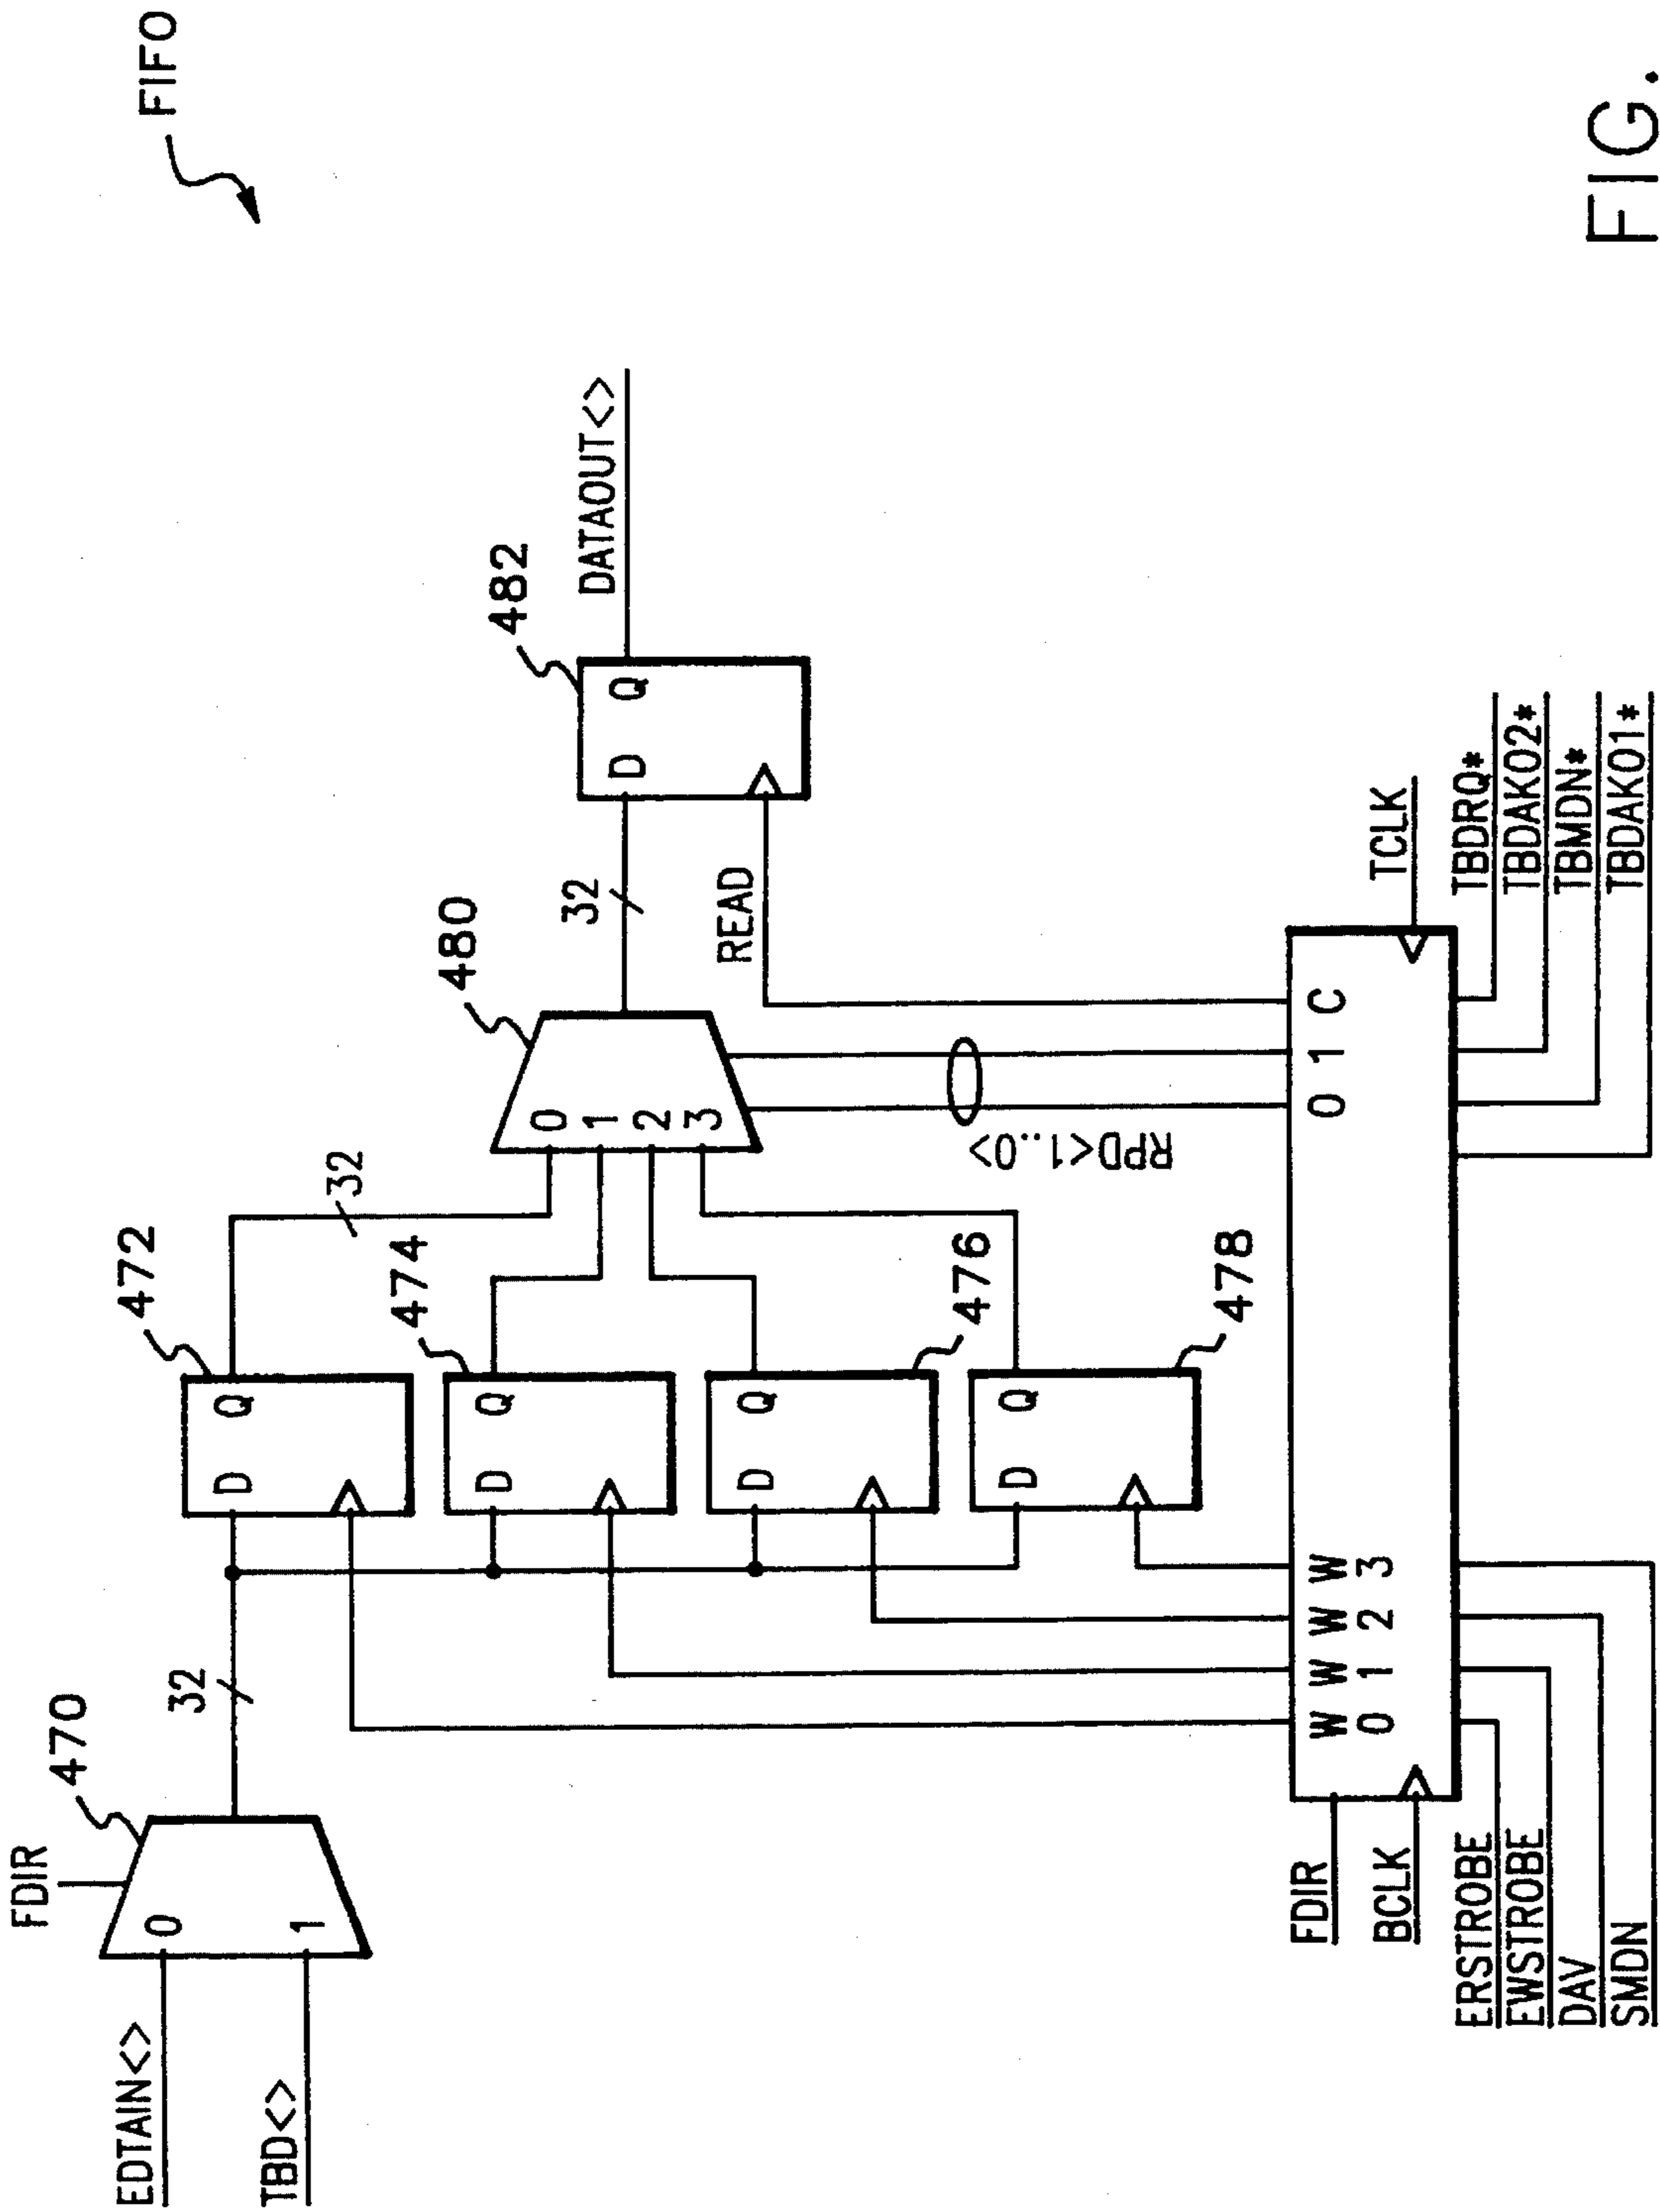 FIFO
FDIR
470
EDTAIN<>
0
TBD<>
1
32
472
D Q
32
474
D Q
476
D Q
478
D Q
480
0
1
2
3
32
482
D Q
DATAOUT<>
READ
RPD<1..0>
FDIR
BCLK
W W W W
0 1 2 3
0 1 C
TCLK
ERSTROBE
EWSTROBE
DAV
SMDN
TBDRQ*
TBDAK02*
TBMDN*
TBDAK01*
FIG.